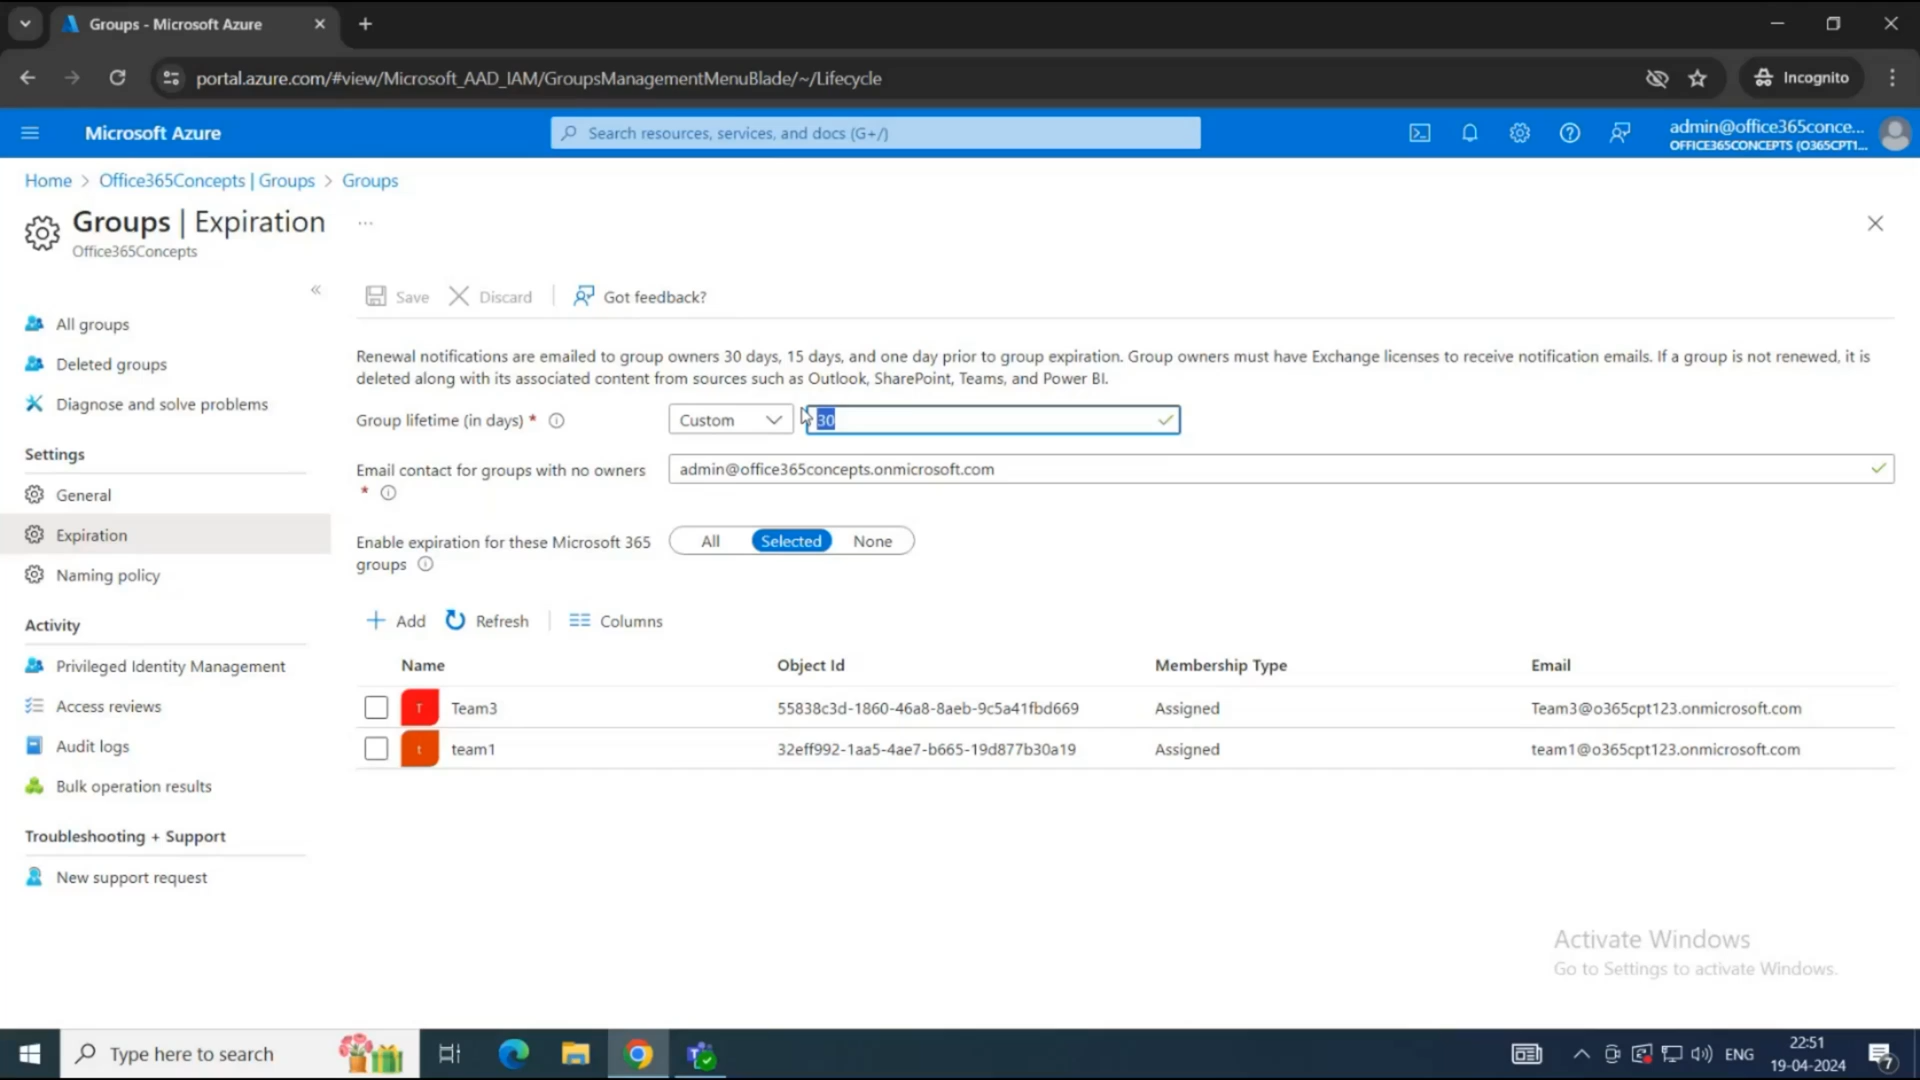 Groups - Microsoft Azure
portal.azure.com/#view/Microsoft_AAD_IAM/GroupsManagementMenuBlade/~/Lifecycle
Incognito
Microsoft Azure
Search resources, services, and docs (G+/)
admin@office365conce...
OFFICE365CONCEPTS (O365CPT1...
Home > Office365Concepts | Groups > Groups
Groups | Expiration ...
Office365Concepts
All groups
Deleted groups
Diagnose and solve problems
Settings
General
Expiration
Naming policy
Activity
Privileged Identity Management
Access reviews
Audit logs
Bulk operation results
Troubleshooting + Support
New support request
Save Discard Got feedback?
Renewal notifications are emailed to group owners 30 days, 15 days, and one day prior to group expiration. Group owners must have Exchange licenses to receive notification emails. If a group is not renewed, it is
deleted along with its associated content from sources such as Outlook, SharePoint, Teams, and Power BI.
Group lifetime (in days) * Custom 30
Email contact for groups with no owners
*
admin@office365concepts.onmicrosoft.com
Enable expiration for these Microsoft 365
groups
All Selected None
Add Refresh Columns
Name Object Id Membership Type Email
T Team3 55838c3d-1860-46a8-8aeb-9c5a41fbd669 Assigned Team3@o365cpt123.onmicrosoft.com
t team1 32eff992-1aa5-4ae7-b665-19d877b30a19 Assigned team1@o365cpt123.onmicrosoft.com
Activate Windows
Go to Settings to activate Windows.
Type here to search
ENG
22:51
19-04-2024
7